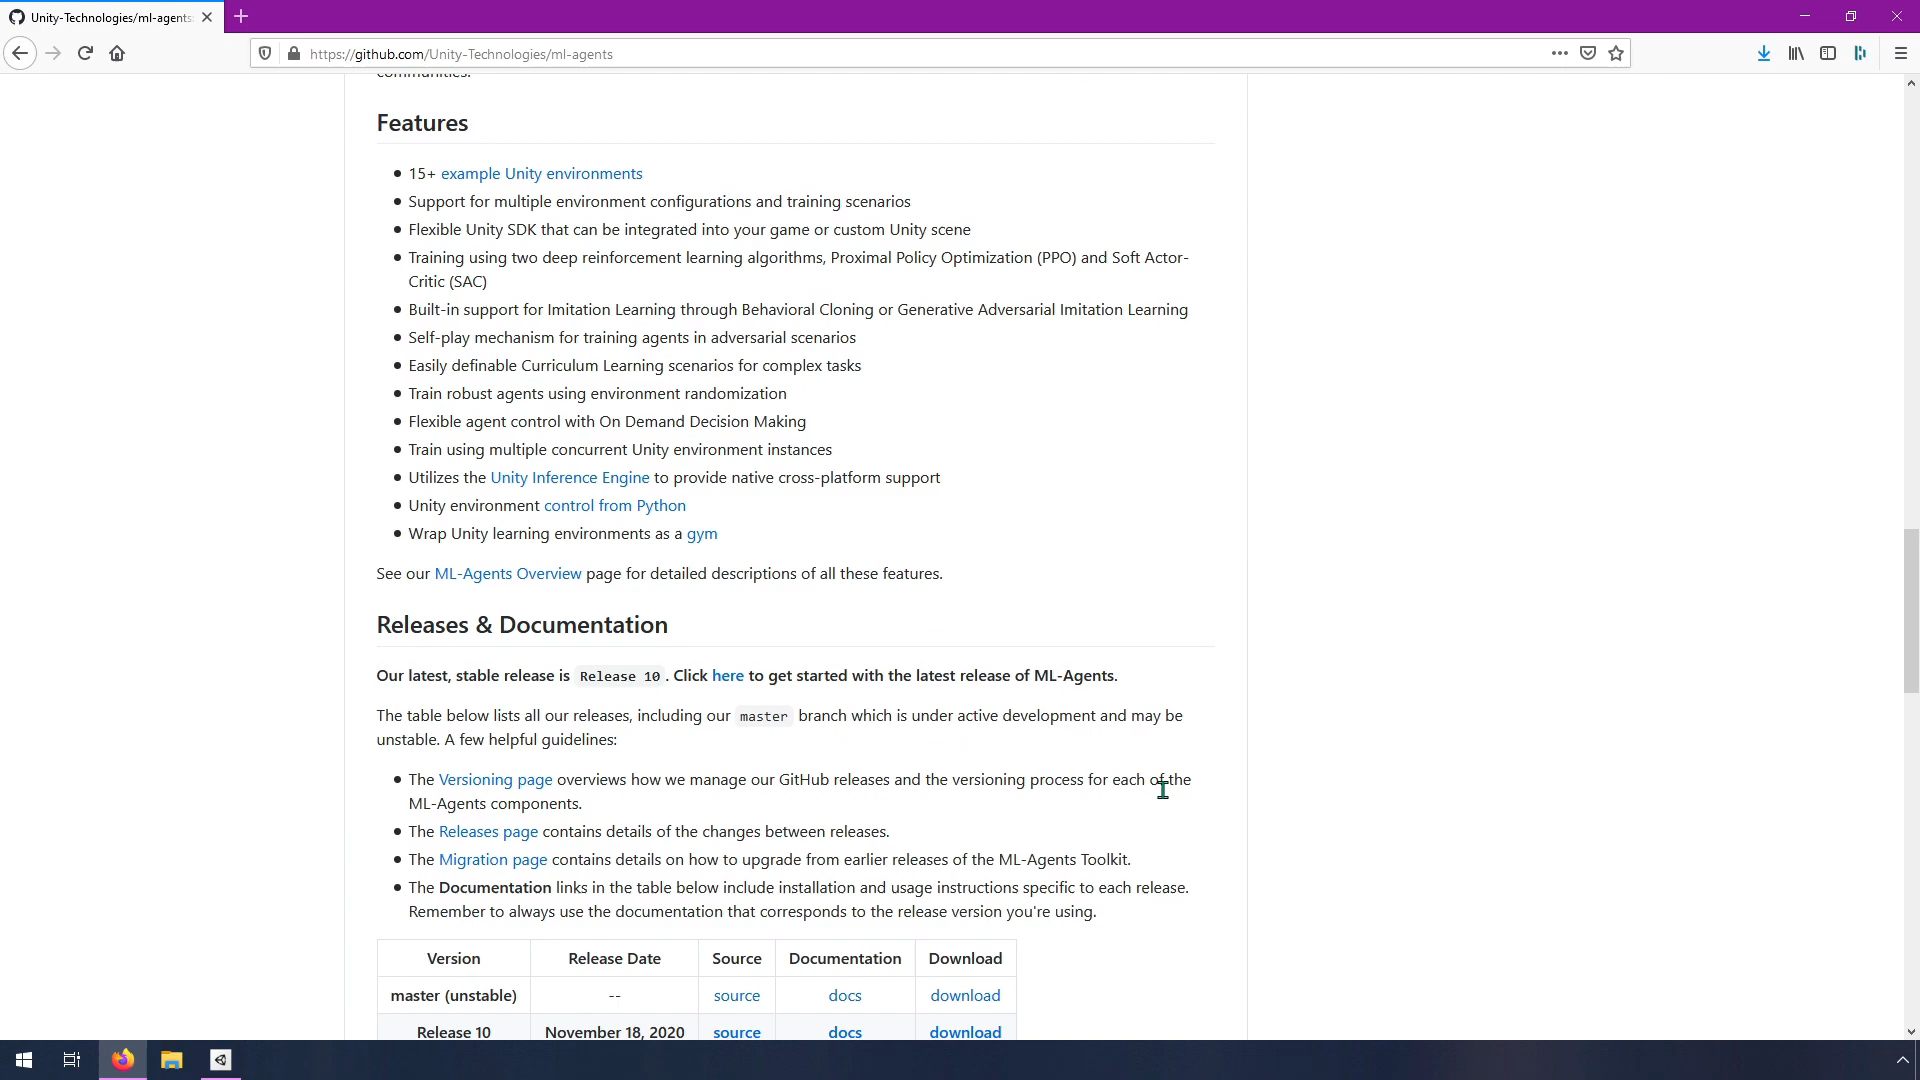 Unity-Technologies/ml-agents:
https://github.com/Unity-Technologies/ml-agents
communities.
Features
15+ example Unity environments
Support for multiple environment configurations and training scenarios
Flexible Unity SDK that can be integrated into your game or custom Unity scene
Training using two deep reinforcement learning algorithms, Proximal Policy Optimization (PPO) and Soft Actor-
Critic (SAC)
Built-in support for Imitation Learning through Behavioral Cloning or Generative Adversarial Imitation Learning
Self-play mechanism for training agents in adversarial scenarios
Easily definable Curriculum Learning scenarios for complex tasks
Train robust agents using environment randomization
Flexible agent control with On Demand Decision Making
Train using multiple concurrent Unity environment instances
Utilizes the Unity Inference Engine to provide native cross-platform support
Unity environment control from Python
Wrap Unity learning environments as a gym
See our ML-Agents Overview page for detailed descriptions of all these features.
Releases & Documentation
Our latest, stable release is Release 10. Click here to get started with the latest release of ML-Agents.
The table below lists all our releases, including our master branch which is under active development and may be
unstable. A few helpful guidelines:
The Versioning page overviews how we manage our GitHub releases and the versioning process for each of the
ML-Agents components.
The Releases page contains details of the changes between releases.
The Migration page contains details on how to upgrade from earlier releases of the ML-Agents Toolkit.
The Documentation links in the table below include installation and usage instructions specific to each release.
Remember to always use the documentation that corresponds to the release version you're using.
Version Release Date Source Documentation Download
master (unstable) -- source docs download
Release 10 November 18, 2020 source docs download